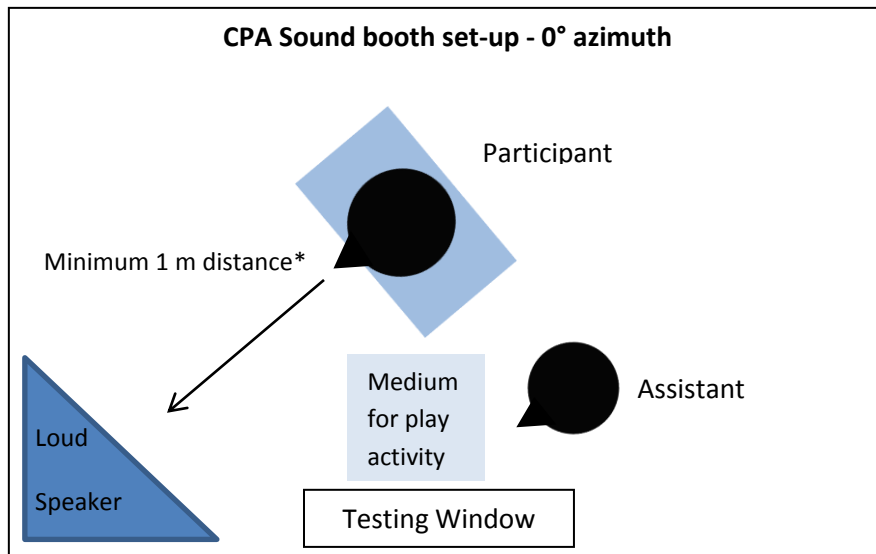 CPA Sound booth set-up - 0° azimuth
Participant
Minimum 1 m distance*
Medium
for play
activity
Assistant
Loud
Speaker
Testing Window